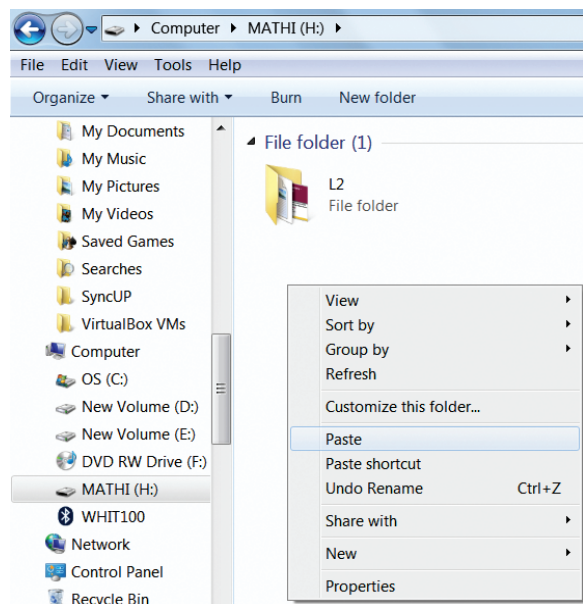 Computer MATHI (H:)
File Edit View Tools Help
Organize Share with Burn New folder
My Documents
My Music
My Pictures
My Videos
Saved Games
Searches
SyncUP
VirtualBox VMs
Computer
OS (C:)
New Volume (D:)
New Volume (E:)
DVD RW Drive (F:)
MATHI (H:)
WHIT100
Network
Control Panel
Recycle Bin
File folder (1)
L2
File folder
View
Sort by
Group by
Refresh
Customize this folder...
Paste
Paste shortcut
Undo Rename Ctrl+Z
Share with
New
Properties